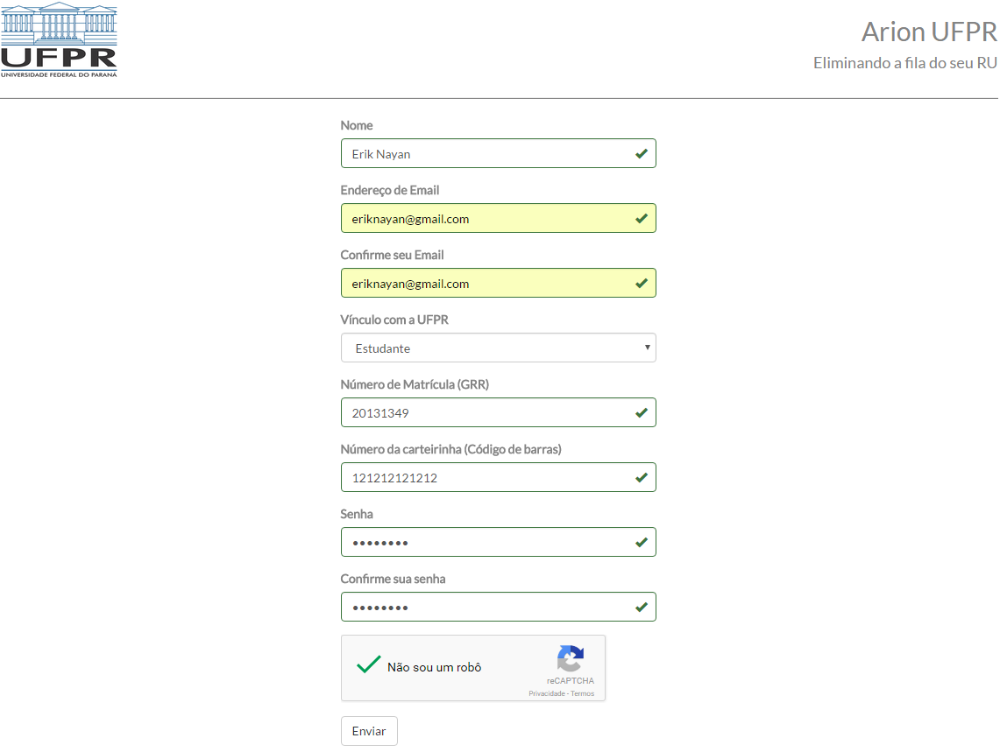 UFPR
UNIVERSIDADE FEDERAL DO PARANÁ
Arion UFPR
Eliminando a fila do seu RU
Nome
Erik Nayan
Endereço de Email
eriknayan@gmail.com
Confirme seu Email
eriknayan@gmail.com
Vínculo com a UFPR
Estudante
Número de Matrícula (GRR)
20131349
Número da carteirinha (Código de barras)
121212121212
Senha
••••••••
Confirme sua senha
••••••••
Não sou um robô
reCAPTCHA
Privacidade - Termos
Enviar